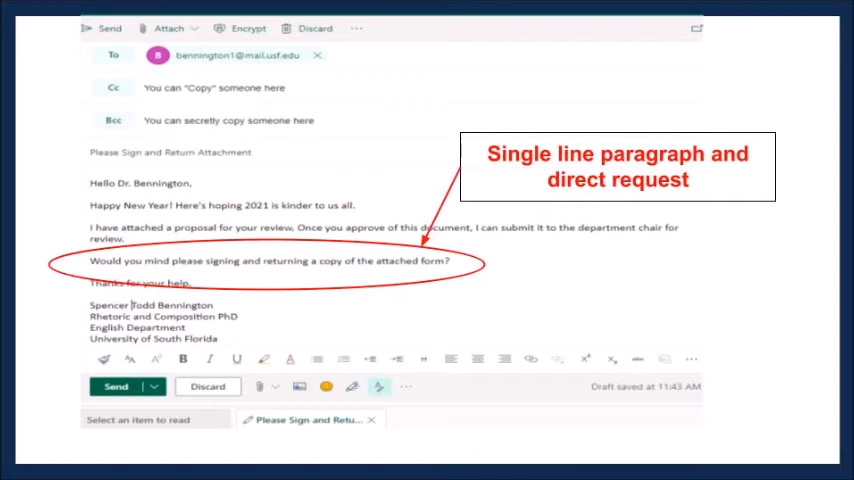 Send Attach Encrypt Discard
To B bennington1@mail.usf.edu
Cc You can "Copy" someone here
Bcc You can secretly copy someone here
Please Sign and Return Attachment
Single line paragraph and
direct request
Hello Dr. Bennington,
Happy New Year! Here's hoping 2021 is kinder to us all.
I have attached a proposal for your review. Once you approve of this document, I can submit it to the department chair for
review.
Would you mind please signing and returning a copy of the attached form?
Thanks for your help,
Spencer Todd Bennington
Rhetoric and Composition PhD
English Department
University of South Florida
Send Discard Draft saved at 11:43 AM
Select an item to read Please Sign and Retu...